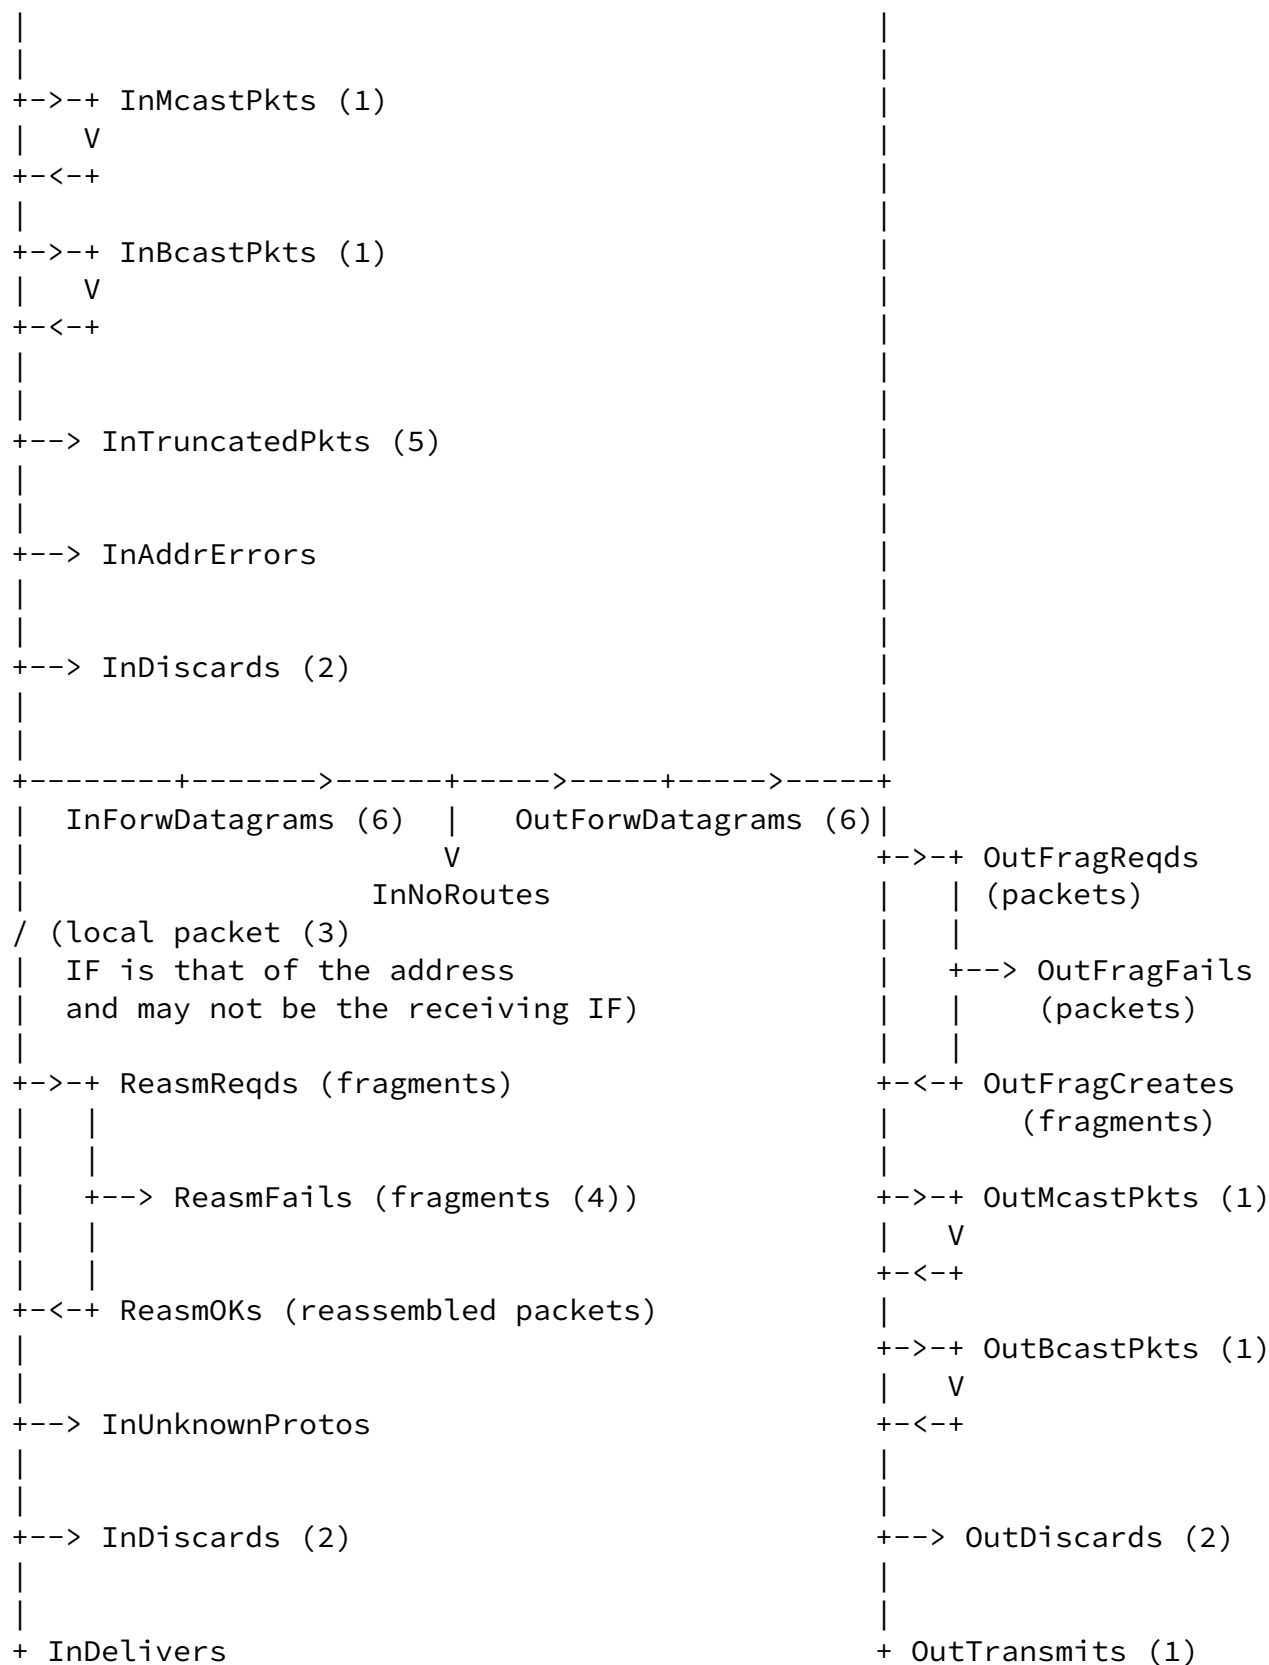 |                                               |
|                                               |
+->-+ InMcastPkts (1)                           |
|   V                                           |
+-<-+                                           |
|                                               |
+->-+ InBcastPkts (1)                           |
|   V                                           |
+-<-+                                           |
|                                               |
|                                               |
+--> InTruncatedPkts (5)                        |
|                                               |
|                                               |
+--> InAddrErrors                               |
|                                               |
|                                               |
+--> InDiscards (2)                             |
|                                               |
|                                               |
+--------+------->------+----->-----+----->-----+
|  InForwDatagrams (6)  |   OutForwDatagrams (6)|
|                       V                       +->-+ OutFragReqds
|                   InNoRoutes                  |   | (packets)
/ (local packet (3)                             |   |
|  IF is that of the address                    |   +--> OutFragFails
|  and may not be the receiving IF)             |   |    (packets)
|                                               |   |
+->-+ ReasmReqds (fragments)                    +-<-+ OutFragCreates
|   |                                           |       (fragments)
|   |                                           |
|   +--> ReasmFails (fragments (4))             +->-+ OutMcastPkts (1)
|   |                                           |   V
|   |                                           +-<-+
+-<-+ ReasmOKs (reassembled packets)            |
|                                               +->-+ OutBcastPkts (1)
|                                               |   V
+--> InUnknownProtos                            +-<-+
|                                               |
|                                               |
+--> InDiscards (2)                             +--> OutDiscards (2)
|                                               |
|                                               |
+ InDelivers                                    + OutTransmits (1)